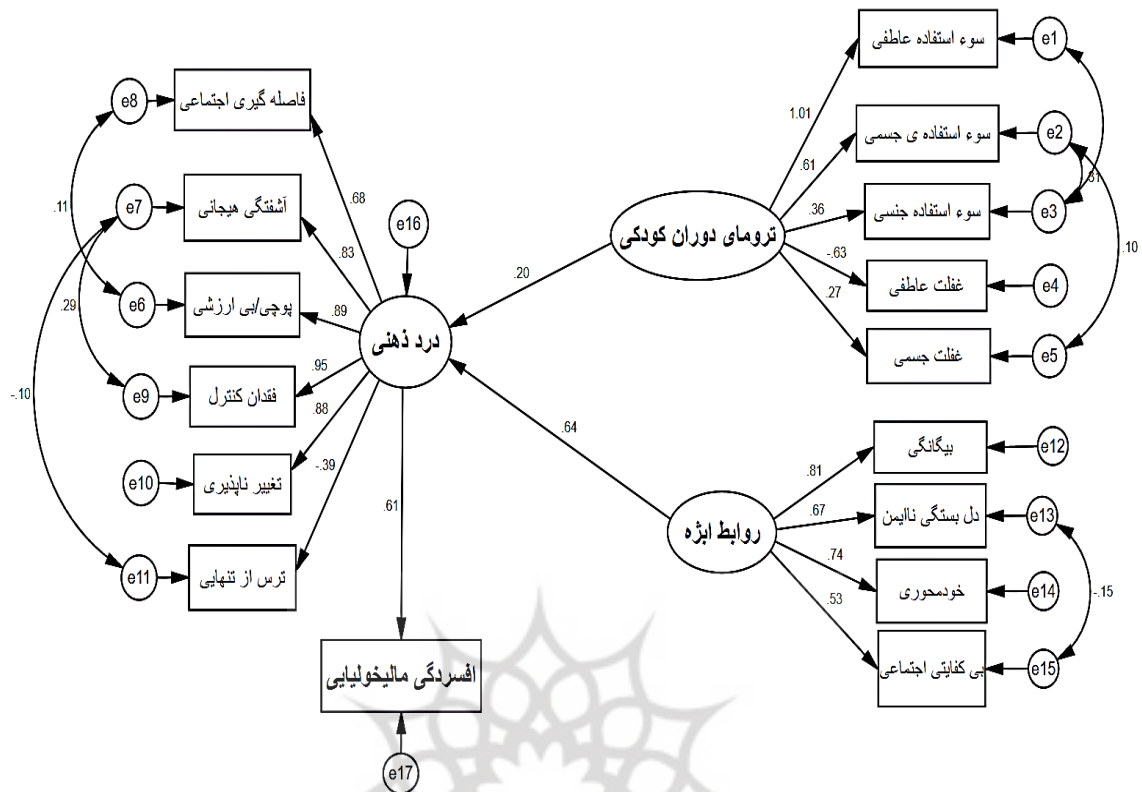 سوء استفاده عاطفی
e1
سوء استفاده ی جسمی
e2
سوء استفاده جنسی
e3
غفلت عاطفی
e4
غفلت جسمی
e5
1.01
.61
.36
-.63
.27
.31
.10
ترومای دوران کودکی
.20
e8
فاصله گیری اجتماعی
e7
آشفتگی هیجانی
e6
پوچی/بی ارزشی
e9
فقدان کنترل
e10
تغییر ناپذیری
e11
ترس از تنهایی
.11
.29
-.10
.68
.83
.89
.95
.88
-.39
e16
درد ذهنی
.64
روابط ابژه
.81
.67
.74
.53
بیگانگی
e12
دل بستگی ناایمن
e13
خودمحوری
e14
بی کفایتی اجتماعی
e15
-.15
.61
افسردگی مالیخولیایی
e17